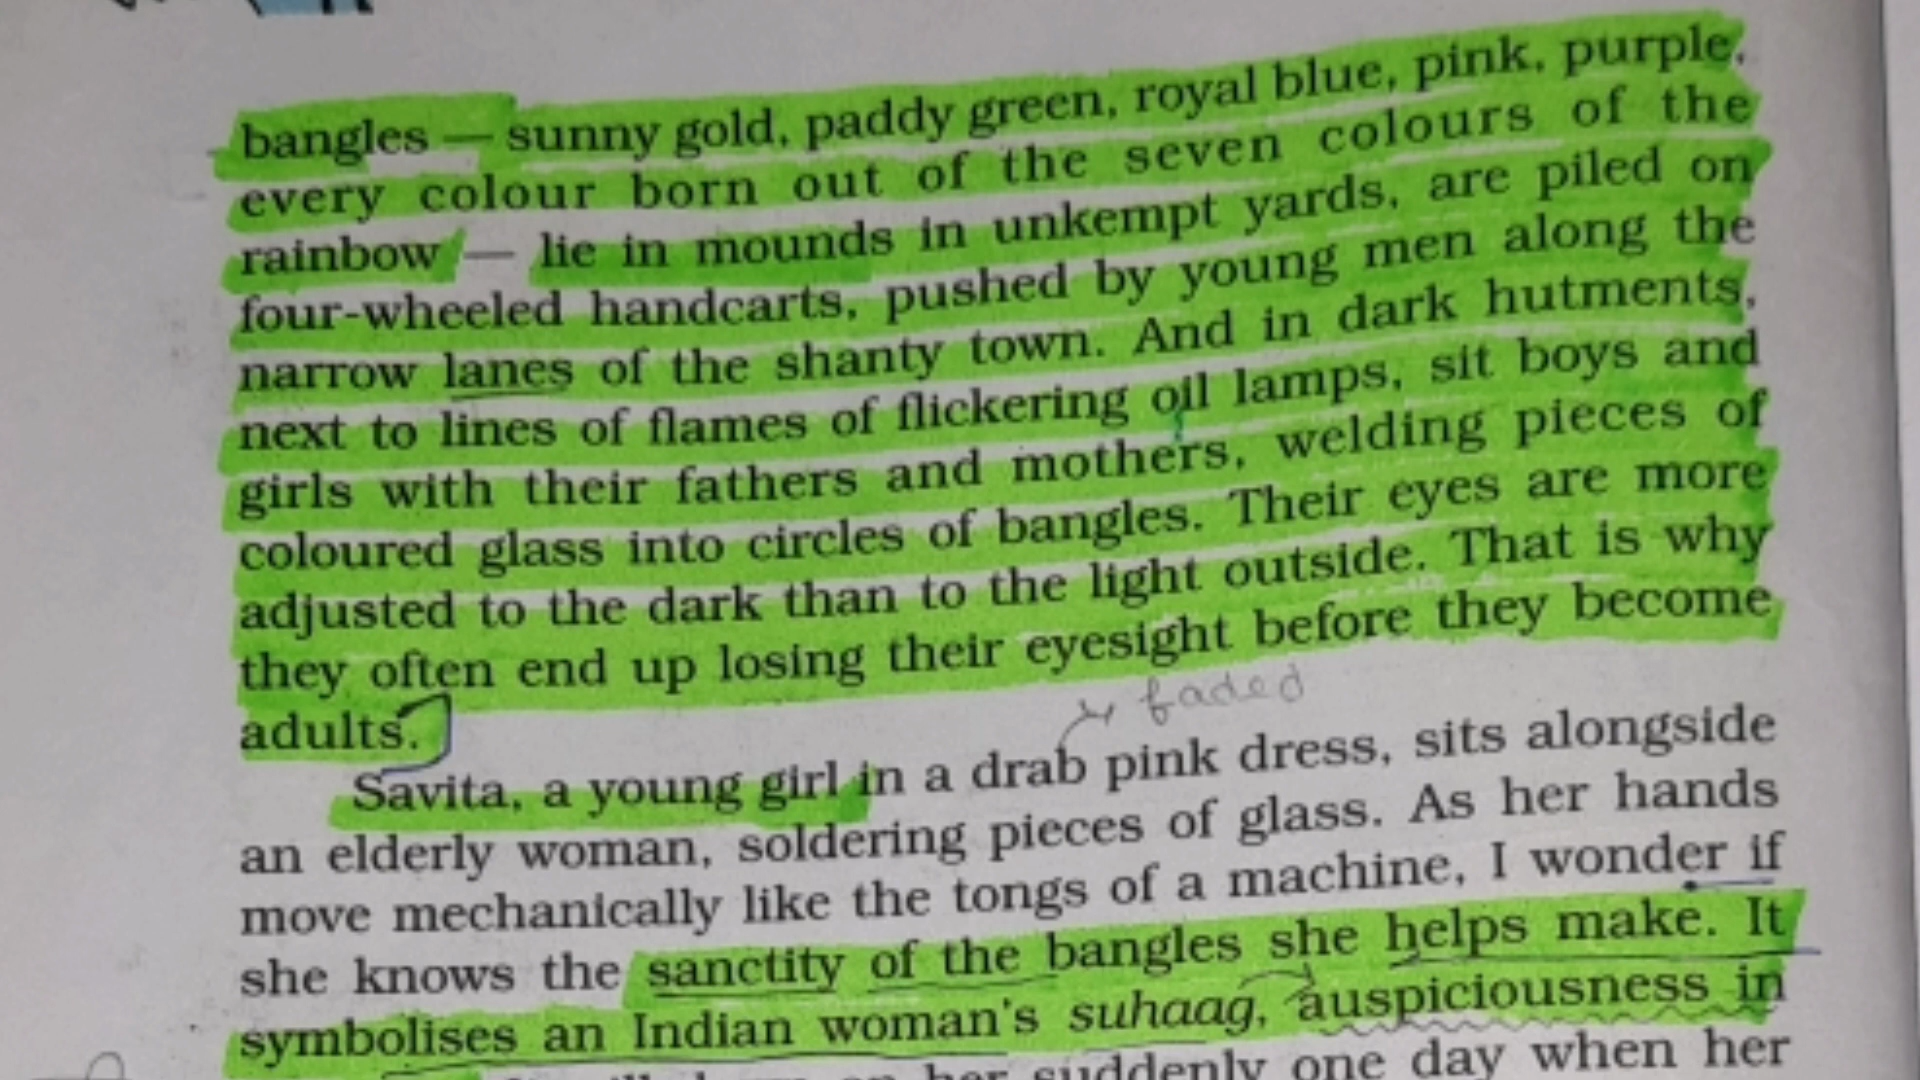 bangles — sunny gold, paddy green, royal blue, pink, purple,
every colour born out of the seven colours of the
rainbow — lie in mounds in unkempt yards, are piled on
four-wheeled handcarts, pushed by young men along the
narrow lanes of the shanty town. And in dark hutments,
next to lines of flames of flickering oil lamps, sit boys and
girls with their fathers and mothers, welding pieces of
coloured glass into circles of bangles. Their eyes are more
adjusted to the dark than to the light outside. That is why
they often end up losing their eyesight before they become
faded
adults.
Savita, a young girl in a drab pink dress, sits alongside
an elderly woman, soldering pieces of glass. As her hands
move mechanically like the tongs of a machine, I wonder if
she knows the sanctity of the bangles she helps make. It
symbolises an Indian woman's suhaag, auspiciousness in
her suddenly one day when her